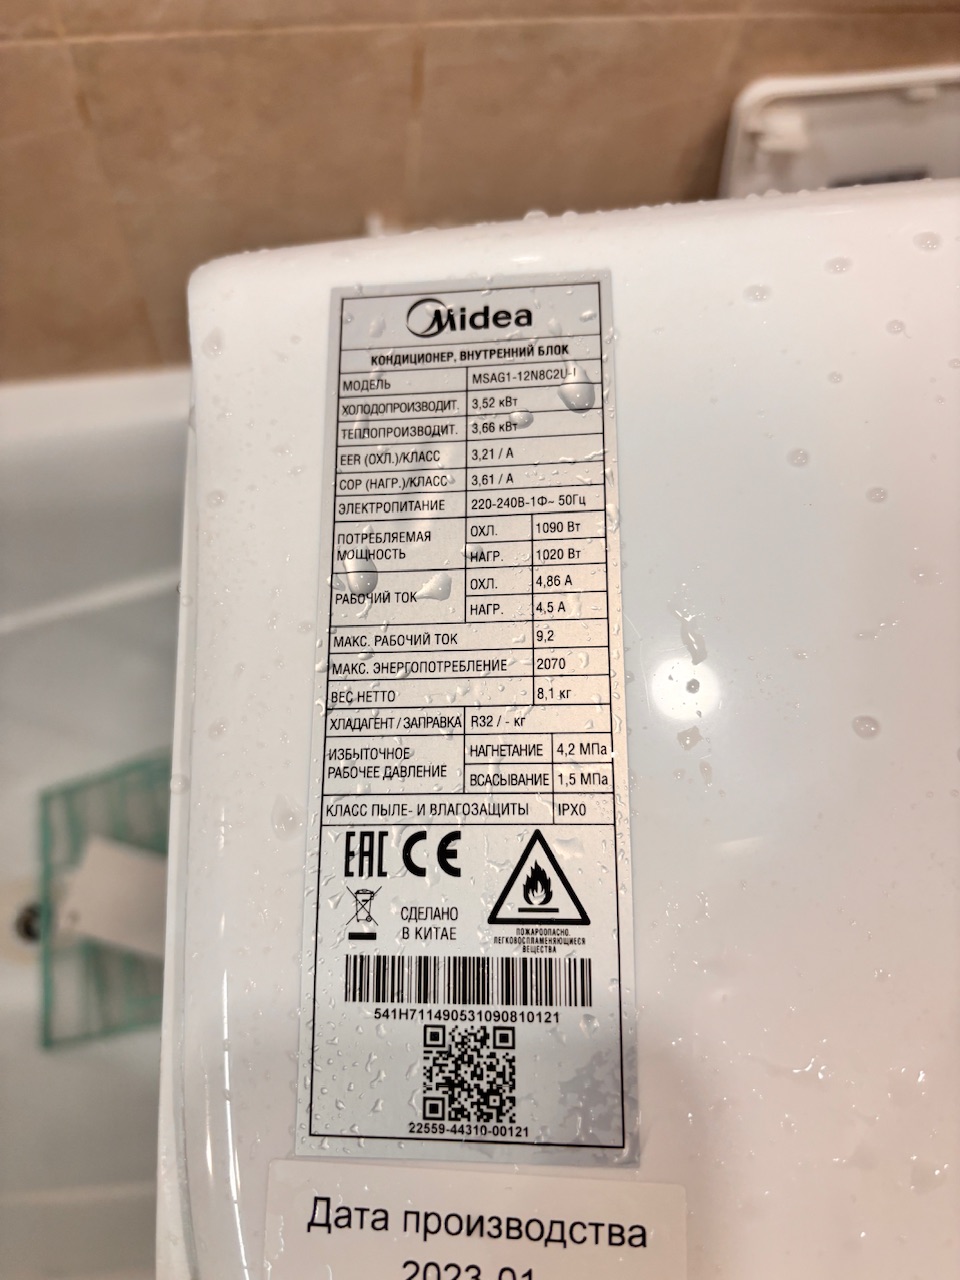 Midea
КОНДИЦИОНЕР, ВНУТРЕННИЙ БЛОК
МОДЕЛЬ MSAG1-12N8C2U-I
ХОЛОДОПРОИЗВОДИТ. 3,52 кВт
ТЕПЛОПРОИЗВОДИТ. 3,66 кВт
EER (ОХЛ.)/КЛАСС 3,21 / А
COP (НАГР.)/КЛАСС 3,61 / А
ЭЛЕКТРОПИТАНИЕ 220-240В-1Ф~ 50Гц
ПОТРЕБЛЯЕМАЯ МОЩНОСТЬ ОХЛ. 1090 Вт
НАГР. 1020 Вт
РАБОЧИЙ ТОК ОХЛ. 4,86 А
НАГР. 4,5 А
МАКС. РАБОЧИЙ ТОК 9,2
МАКС. ЭНЕРГОПОТРЕБЛЕНИЕ 2070
ВЕС НЕТТО 8,1 кг
ХЛАДАГЕНТ / ЗАПРАВКА R32 / - кг
ИЗБЫТОЧНОЕ РАБОЧЕЕ ДАВЛЕНИЕ НАГНЕТАНИЕ 4,2 МПа
ВСАСЫВАНИЕ 1,5 МПа
КЛАСС ПЫЛЕ- И ВЛАГОЗАЩИТЫ IPX0
EAC CE
СДЕЛАНО
В КИТАЕ
ПОЖАРООПАСНО.
ЛЕГКОВОСПЛАМЕНЯЮЩИЕСЯ
ВЕЩЕСТВА
541H711490531090810121
22559-44310-00121
Дата производства
2023-01